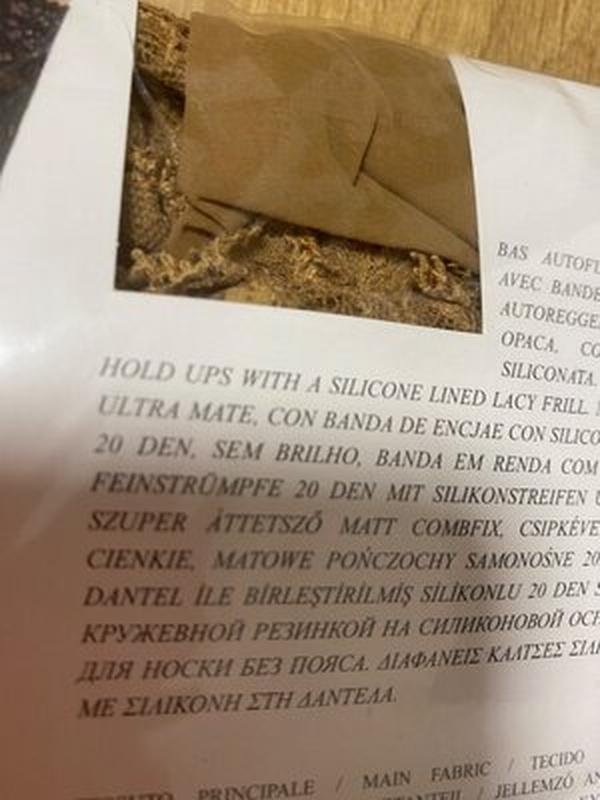 BAS
AVEC BANDE
OPACA, CO
SILICONATA.
HOLD UPS WITH A SILICONE LINED LACY FRILL.
ULTRA MATE, CON BANDA DE ENCJAE CON SILICO
20 DEN, SEM BRILHO, BANDA EM RENDA COM
FEINSTRÜMPFE 20 DEN MIT SILIKONSTREIFEN
SZUPER ÁTTETSZŐ MATT COMBFIX, CSIPKÉVE
CIENKIE, MATOWE POŃCZOCHY SAMONOŚNE 20
DANTEL İLE BİRLEŞTİRİLMİŞ SİLİKONLU 20 DEN S
КРУЖЕВНОЙ РЕЗИНКОЙ НА СИЛИКОНОВОЙ ОС
ДЛЯ НОСКИ БЕЗ ПОЯСА. ΔΙΑΦΑΝΕΙΣ ΚΑΛΤΣΕΣ
ΜΕ ΣΙΛΙΚΟΝΗ ΣΤΗ ΔΑΝΤΕΛΑ.
PRINCIPALE / MAIN FABRIC / TECIDO
/ JELLEMZŐ